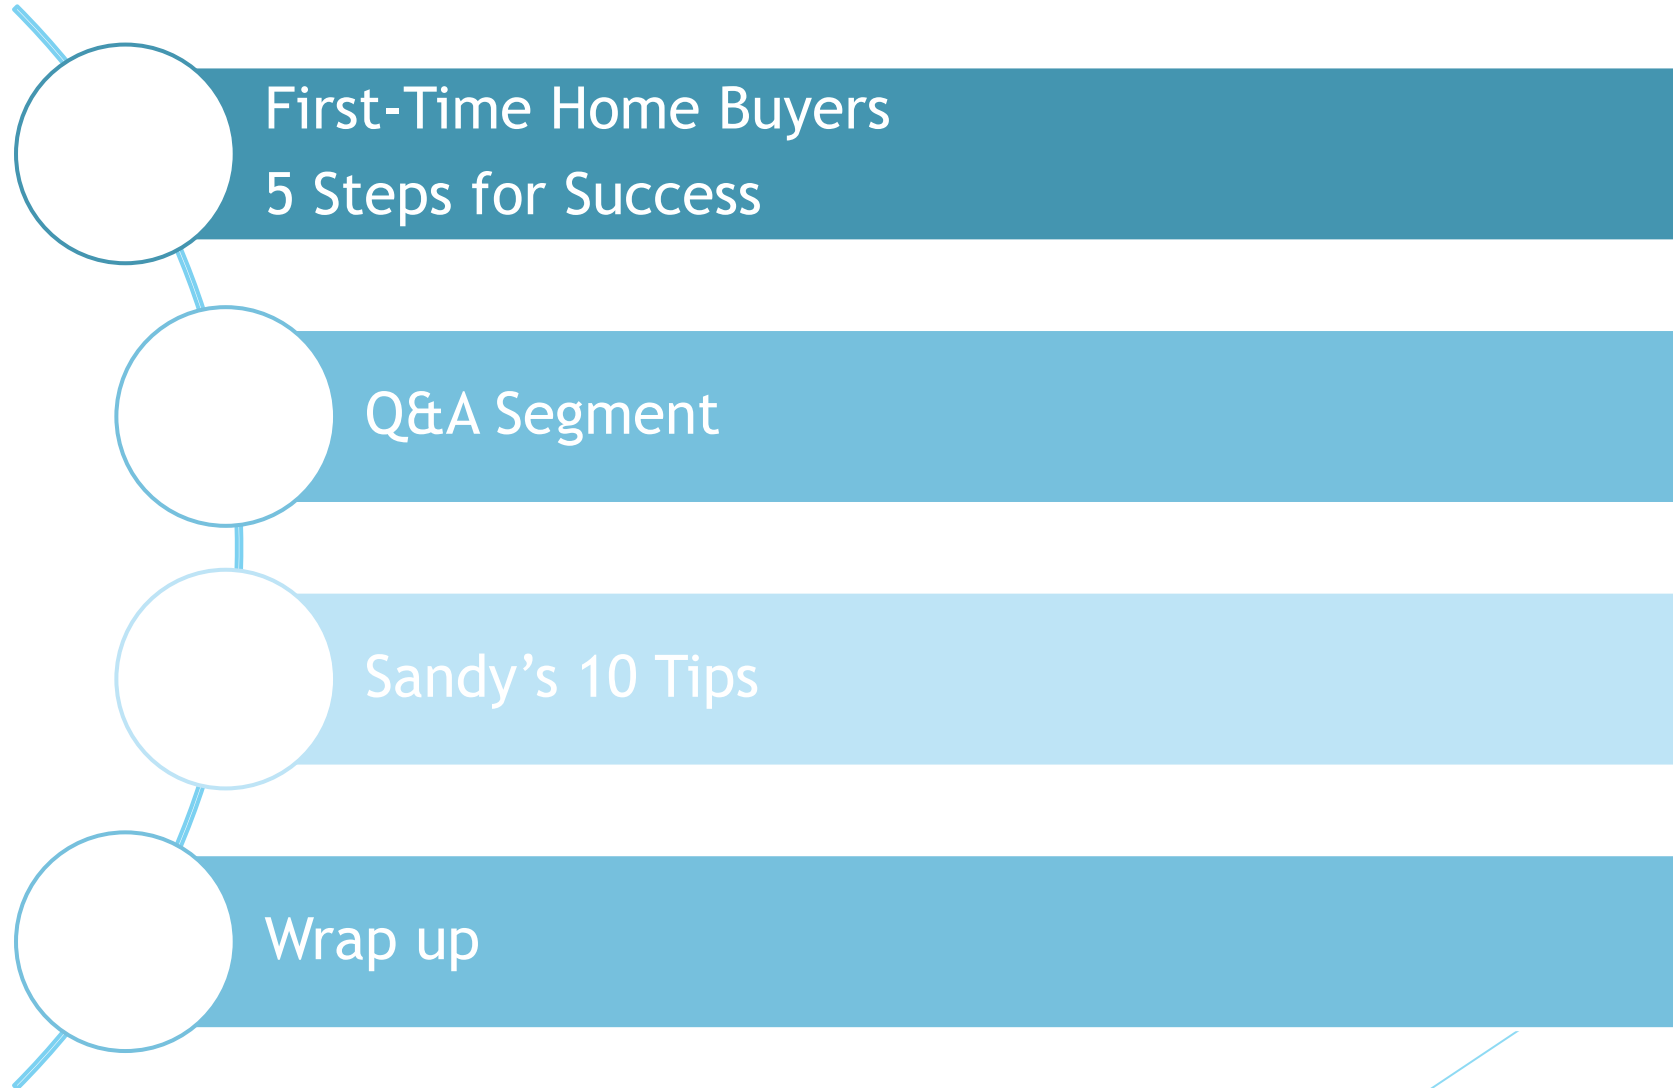 First-Time Home Buyers
5 Steps for Success
Q&A Segment
Sandy’s 10 Tips
Wrap up